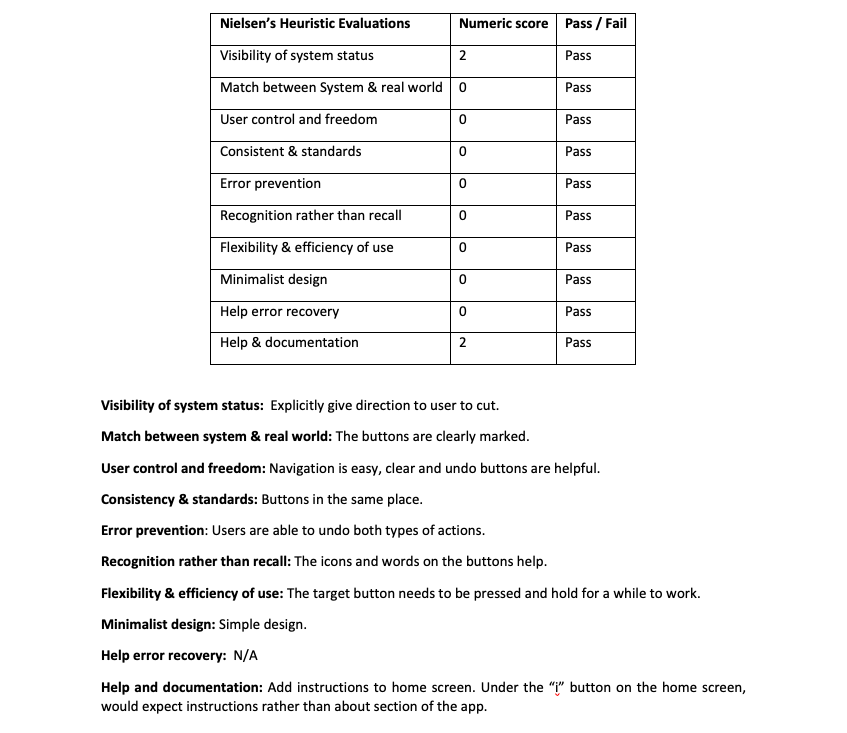 Nielsen's Heuristic Evaluations Numeric score Pass / Fail
Visibility of system status 2 Pass
Match between System & real world 0 Pass
User control and freedom 0 Pass
Consistent & standards 0 Pass
Error prevention 0 Pass
Recognition rather than recall 0 Pass
Flexibility & efficiency of use 0 Pass
Minimalist design 0 Pass
Help error recovery 0 Pass
Help & documentation 2 Pass
Visibility of system status: Explicitly give direction to user to cut.
Match between system & real world: The buttons are clearly marked.
User control and freedom: Navigation is easy, clear and undo buttons are helpful.
Consistency & standards: Buttons in the same place.
Error prevention: Users are able to undo both types of actions.
Recognition rather than recall: The icons and words on the buttons help.
Flexibility & efficiency of use: The target button needs to be pressed and hold for a while to work.
Minimalist design: Simple design.
Help error recovery: N/A
Help and documentation: Add instructions to home screen. Under the “i” button on the home screen,
would expect instructions rather than about section of the app.